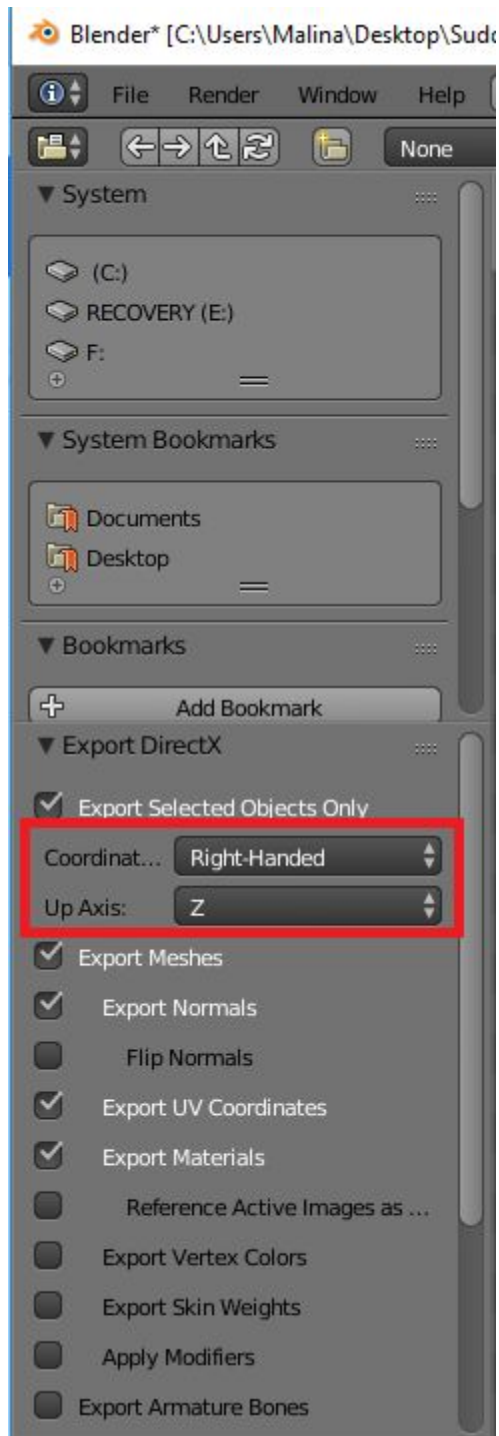 Blender* [C:\Users\Malina\Desktop\Sud
File Render Window Help
None
System
(C:)
RECOVERY (E:)
F:
System Bookmarks
Documents
Desktop
Bookmarks
Add Bookmark
Export DirectX
Export Selected Objects Only
Coordinat... Right-Handed
Up Axis: Z
Export Meshes
Export Normals
Flip Normals
Export UV Coordinates
Export Materials
Reference Active Images as ...
Export Vertex Colors
Export Skin Weights
Apply Modifiers
Export Armature Bones